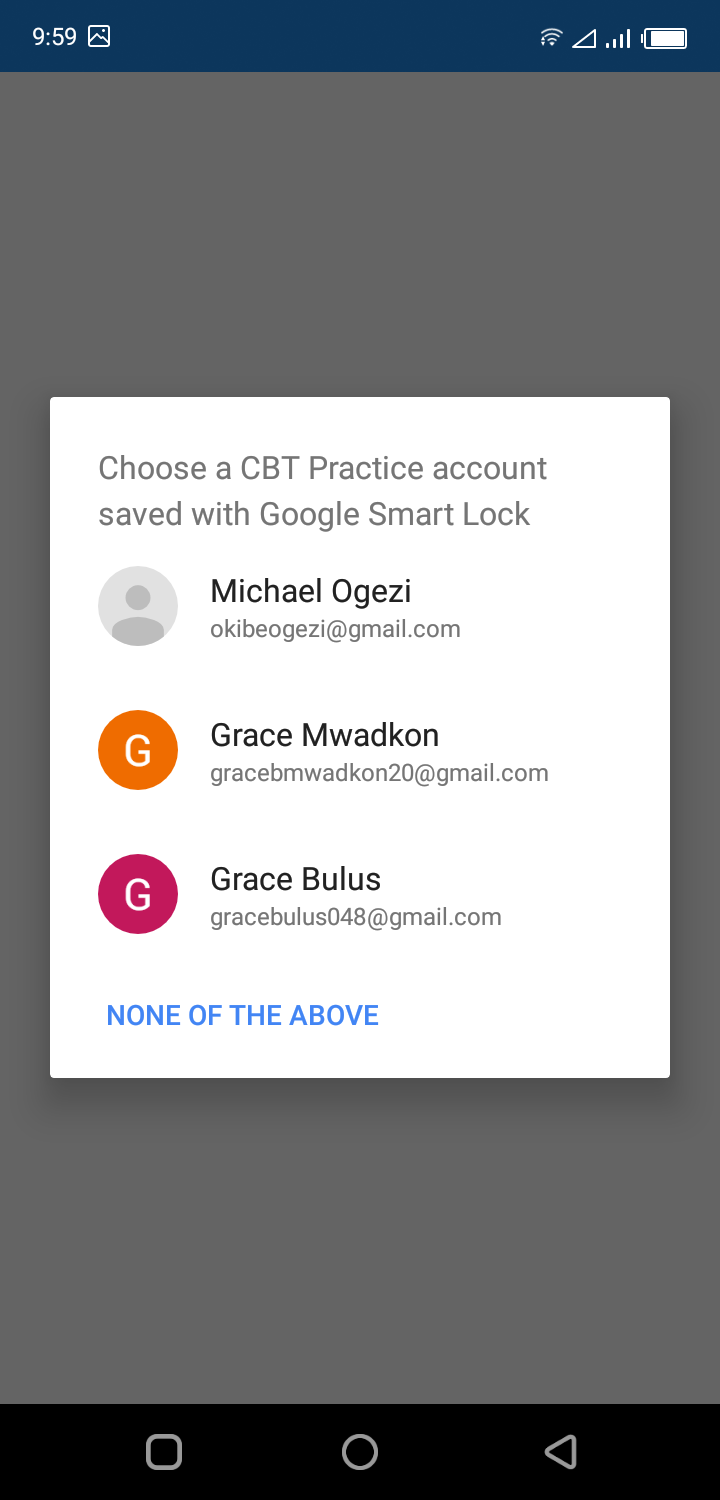 9:59
Choose a CBT Practice account
saved with Google Smart Lock
Michael Ogezi
okibeogezi@gmail.com
G
Grace Mwadkon
gracebmwadkon20@gmail.com
G
Grace Bulus
gracebulus048@gmail.com
NONE OF THE ABOVE